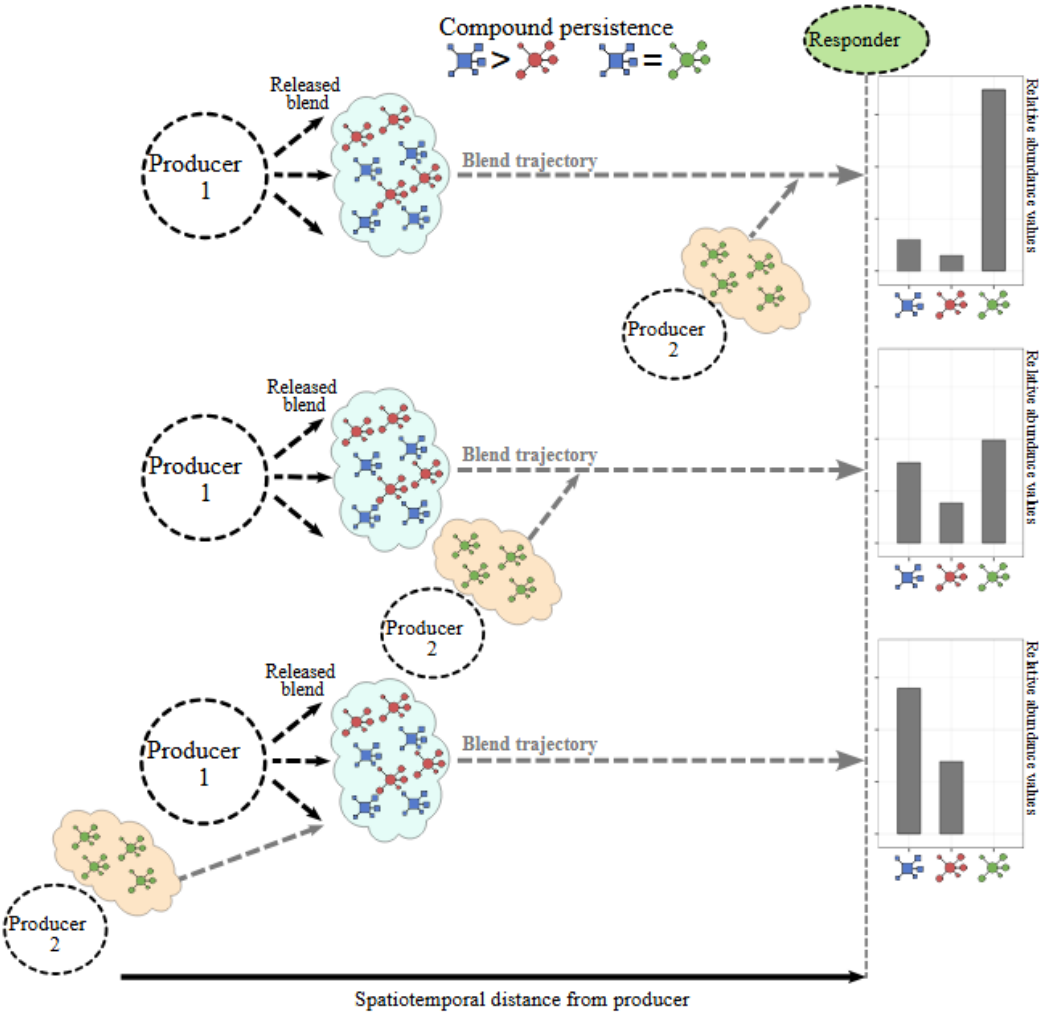 Compound persistence
> =
Responder
Released
blend
Producer
1
Blend trajectory
Producer
2
Relative abundance values
Released
blend
Producer
1
Blend trajectory
Producer
2
Relative abundance values
Released
blend
Producer
1
Blend trajectory
Producer
2
Relative abundance values
Spatiotemporal distance from producer